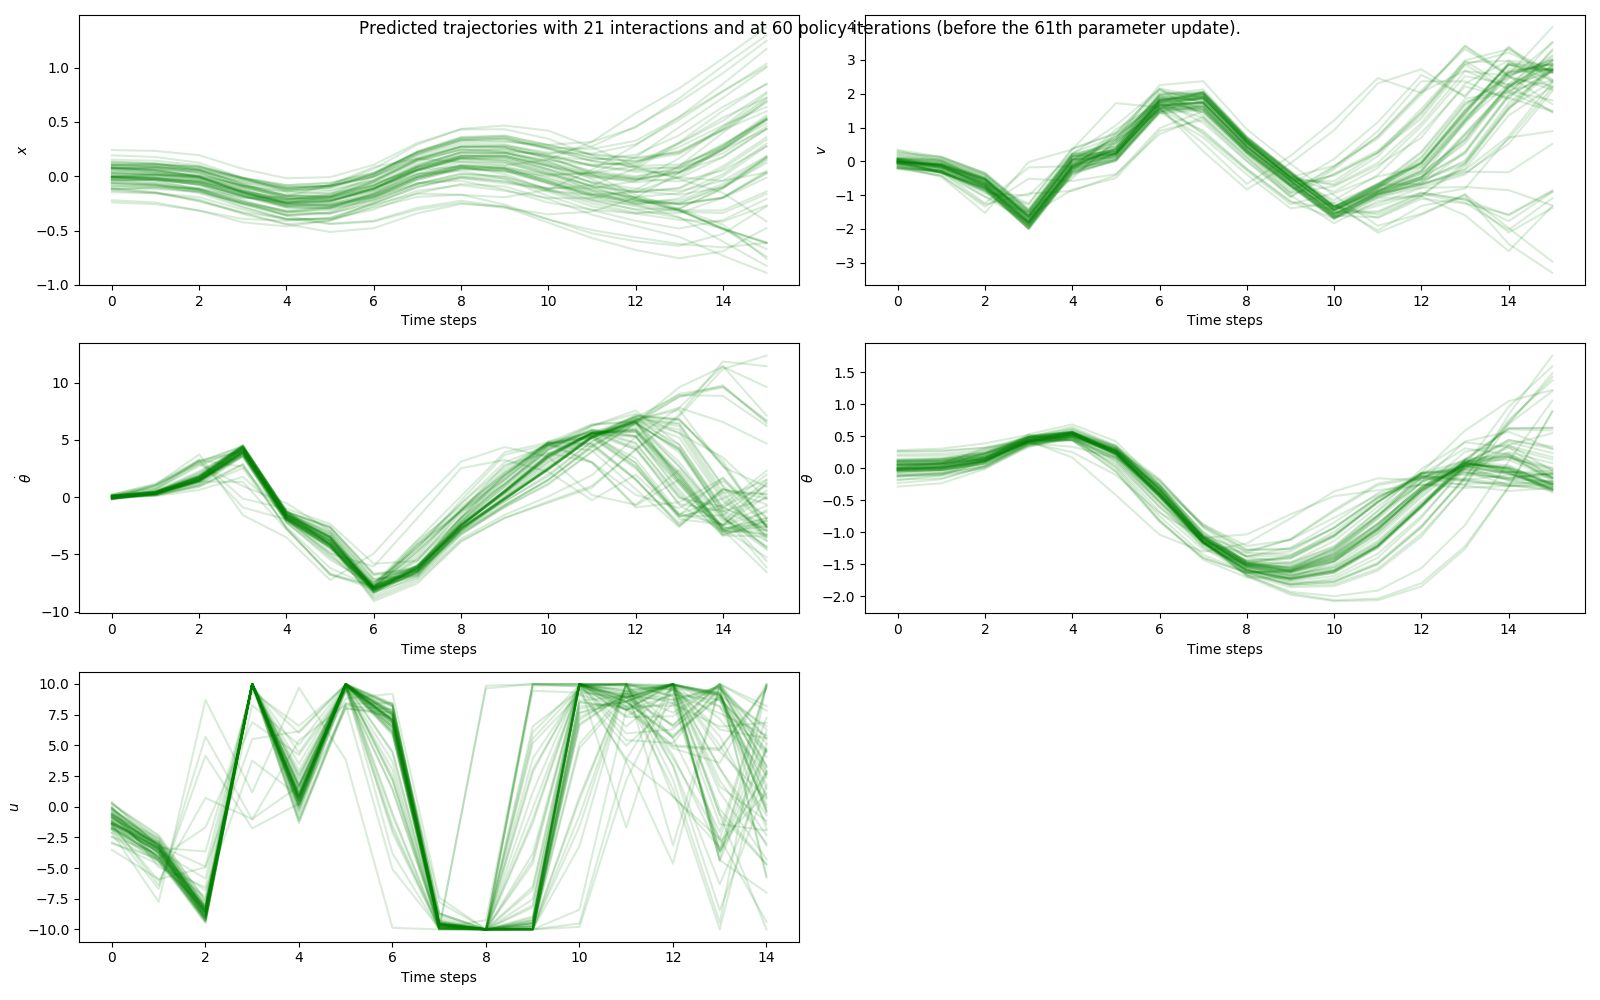 Predicted trajectories with 21 interactions and at 60 policy iterations (before the 61th parameter update).
1.0
0.5
0.0
−0.5
−1.0
x
0 2 4 6 8 10 12 14
Time steps
4
3
2
1
0
−1
−2
−3
v
0 2 4 6 8 10 12 14
Time steps
10
5
0
−5
−10
θ̇
0 2 4 6 8 10 12 14
Time steps
1.5
1.0
0.5
0.0
−0.5
−1.0
−1.5
−2.0
θ
0 2 4 6 8 10 12 14
Time steps
10.0
7.5
5.0
2.5
0.0
−2.5
−5.0
−7.5
−10.0
u
0 2 4 6 8 10 12 14
Time steps